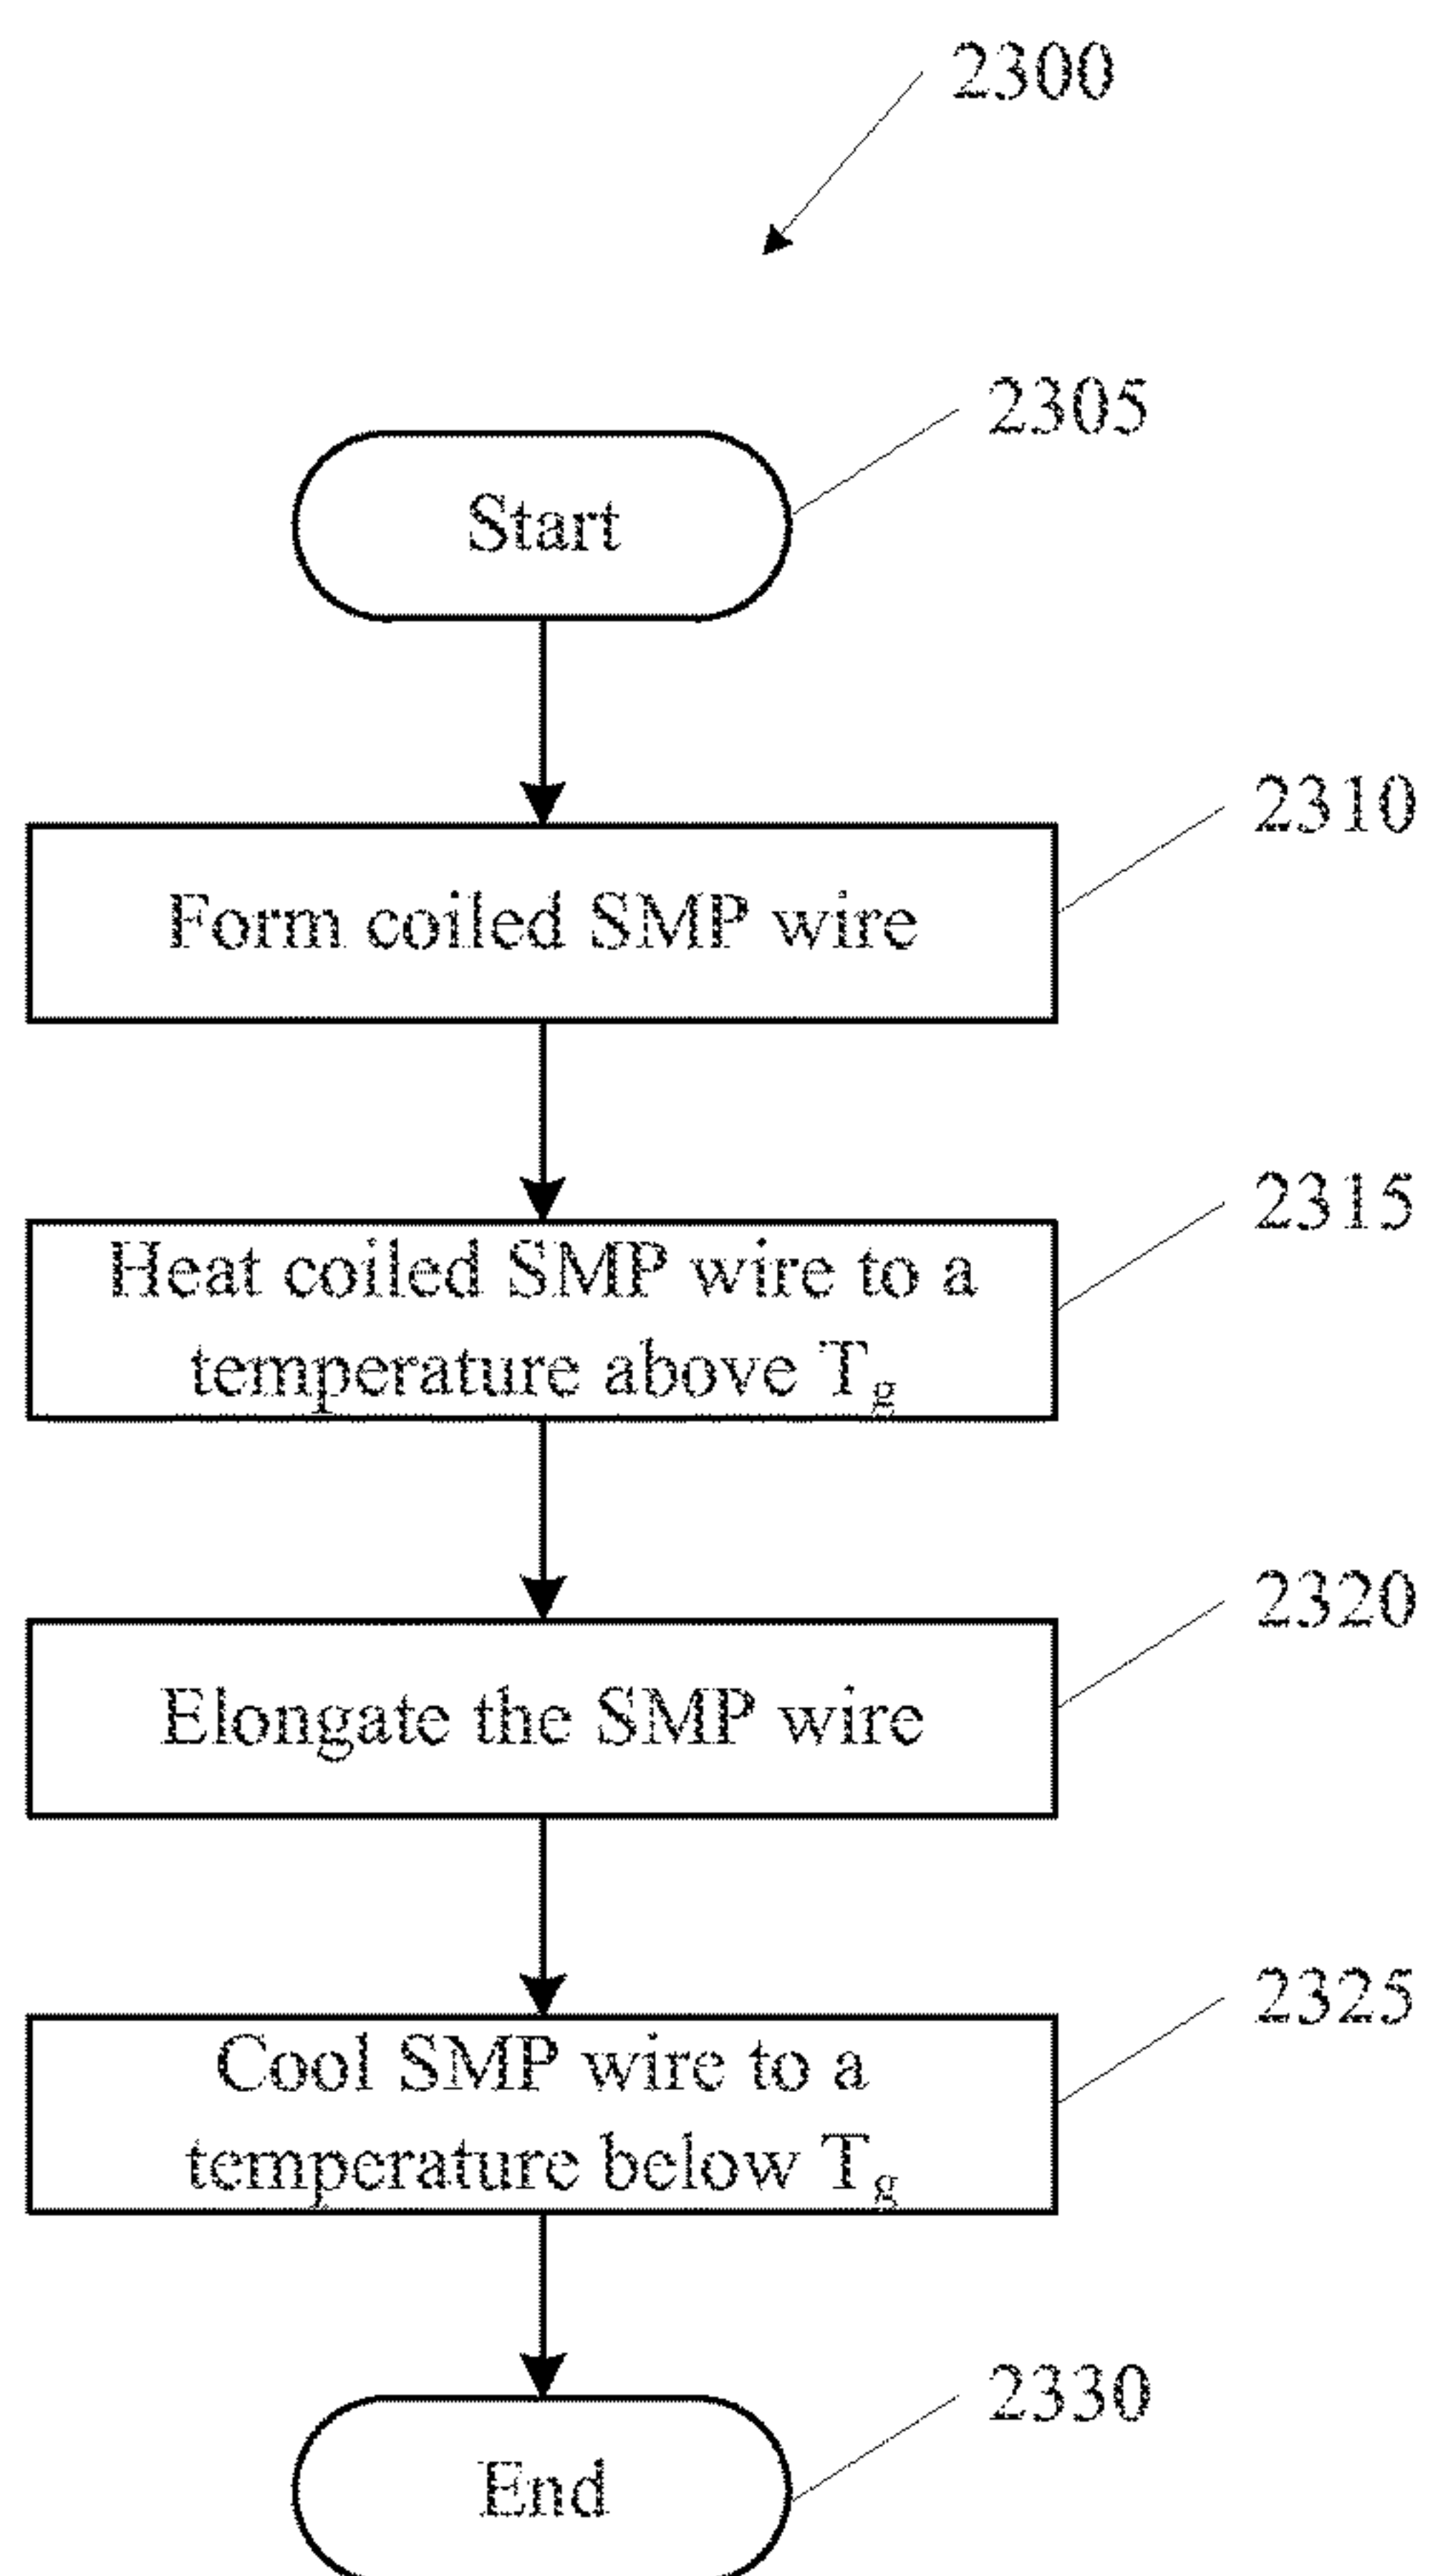 2300
2305
Start
2310
Form coiled SMP wire
2315
Heat coiled SMP wire to a
temperature above Tg
2320
Elongate the SMP wire
2325
Cool SMP wire to a
temperature below Tg
2330
End